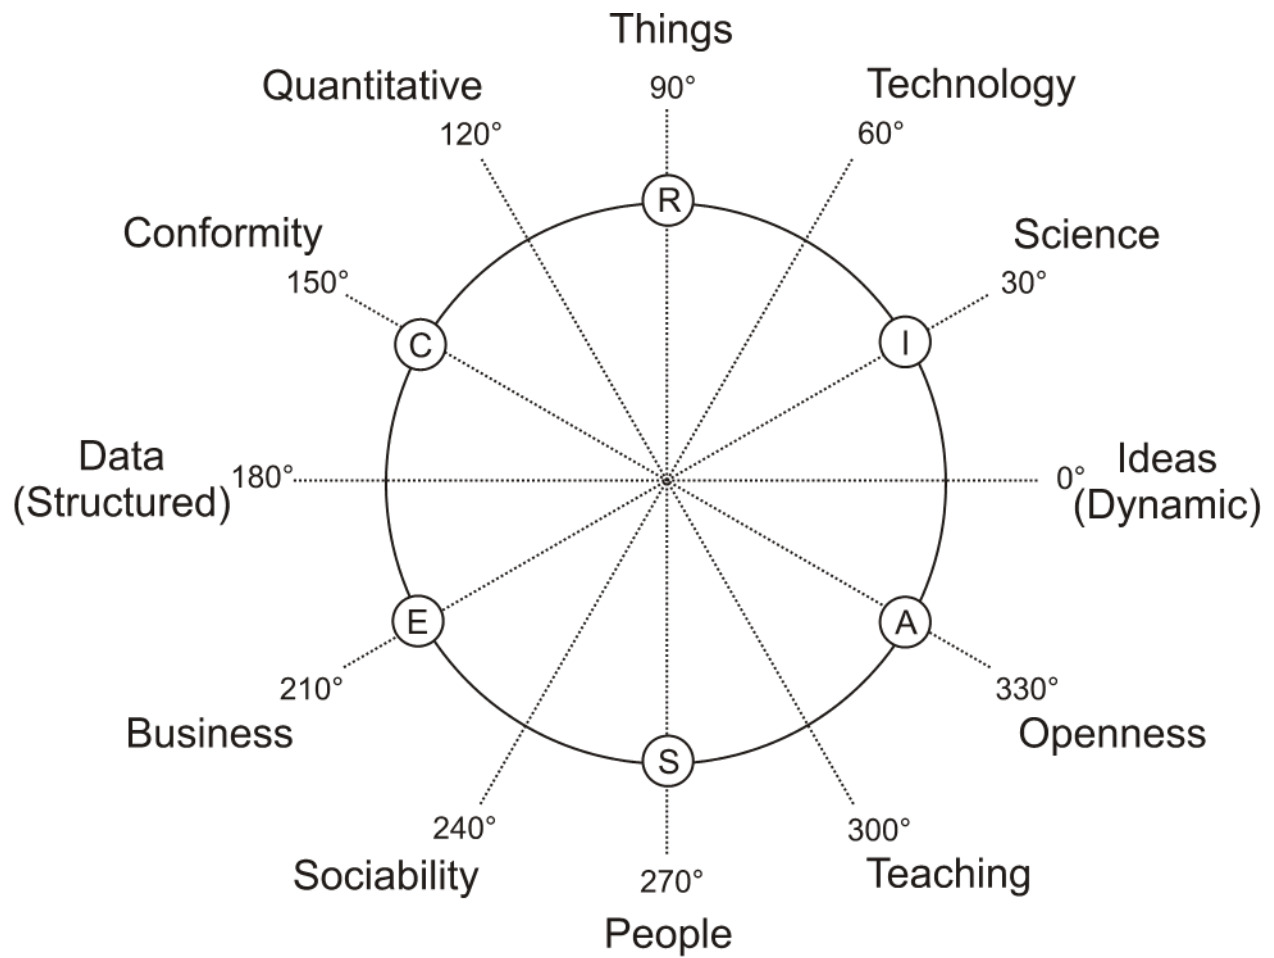 Things
90°
Quantitative
120°
Technology
60°
R
Conformity
150°
Science
30°
C
I
Data
(Structured)
180°
0°
Ideas
(Dynamic)
E
A
210°
Business
330°
Openness
S
240°
Sociability
300°
Teaching
270°
People